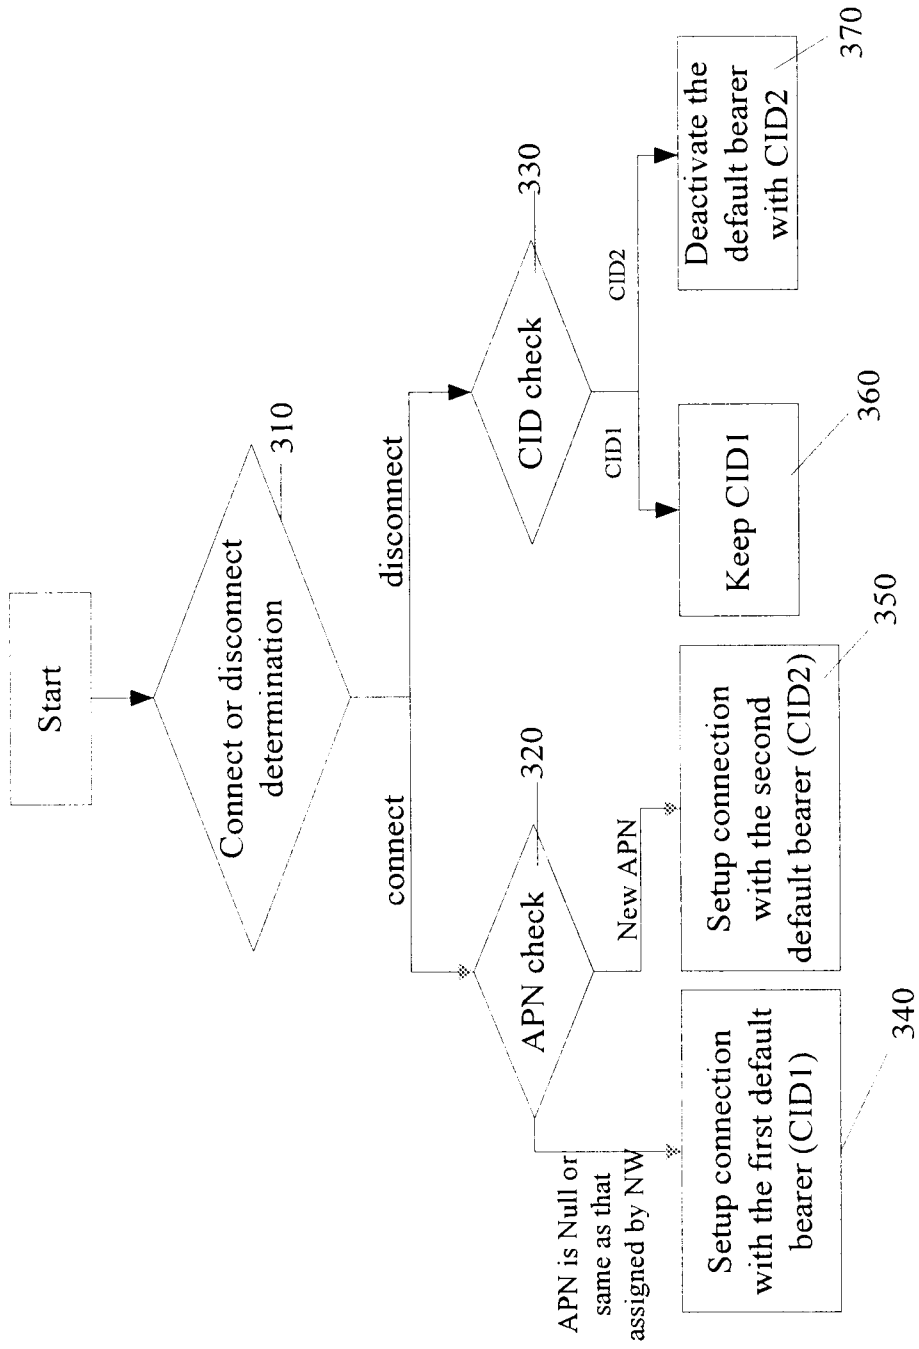 Start
Connect or disconnect
determination
310
connect
disconnect
APN check
320
CID check
330
APN is Null or
same as that
assigned by NW
New APN
CID1
CID2
Setup connection
with the first default
bearer (CID1)
340
Setup connection
with the second
default bearer (CID2)
350
Keep CID1
360
Deactivate the
default bearer
with CID2
370